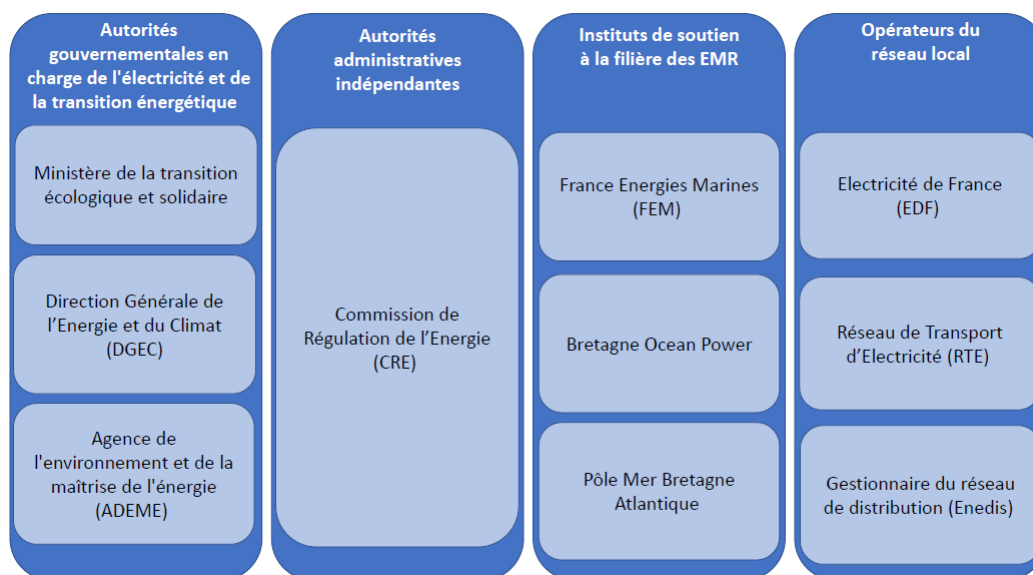 Autorités
gouvernementales en
charge de l'électricité et de
la transition énergétique
Ministère de la transition
écologique et solidaire
Direction Générale de
l’Energie et du Climat
(DGEC)
Agence de
l'environnement et de la
maîtrise de l'énergie
(ADEME)
Autorités
administratives
indépendantes
Commission de
Régulation de l’Energie
(CRE)
Instituts de soutien
à la filière des EMR
France Energies Marines
(FEM)
Bretagne Ocean Power
Pôle Mer Bretagne
Atlantique
Opérateurs du
réseau local
Electricité de France
(EDF)
Réseau de Transport
d’Electricité (RTE)
Gestionnaire du réseau
de distribution (Enedis)